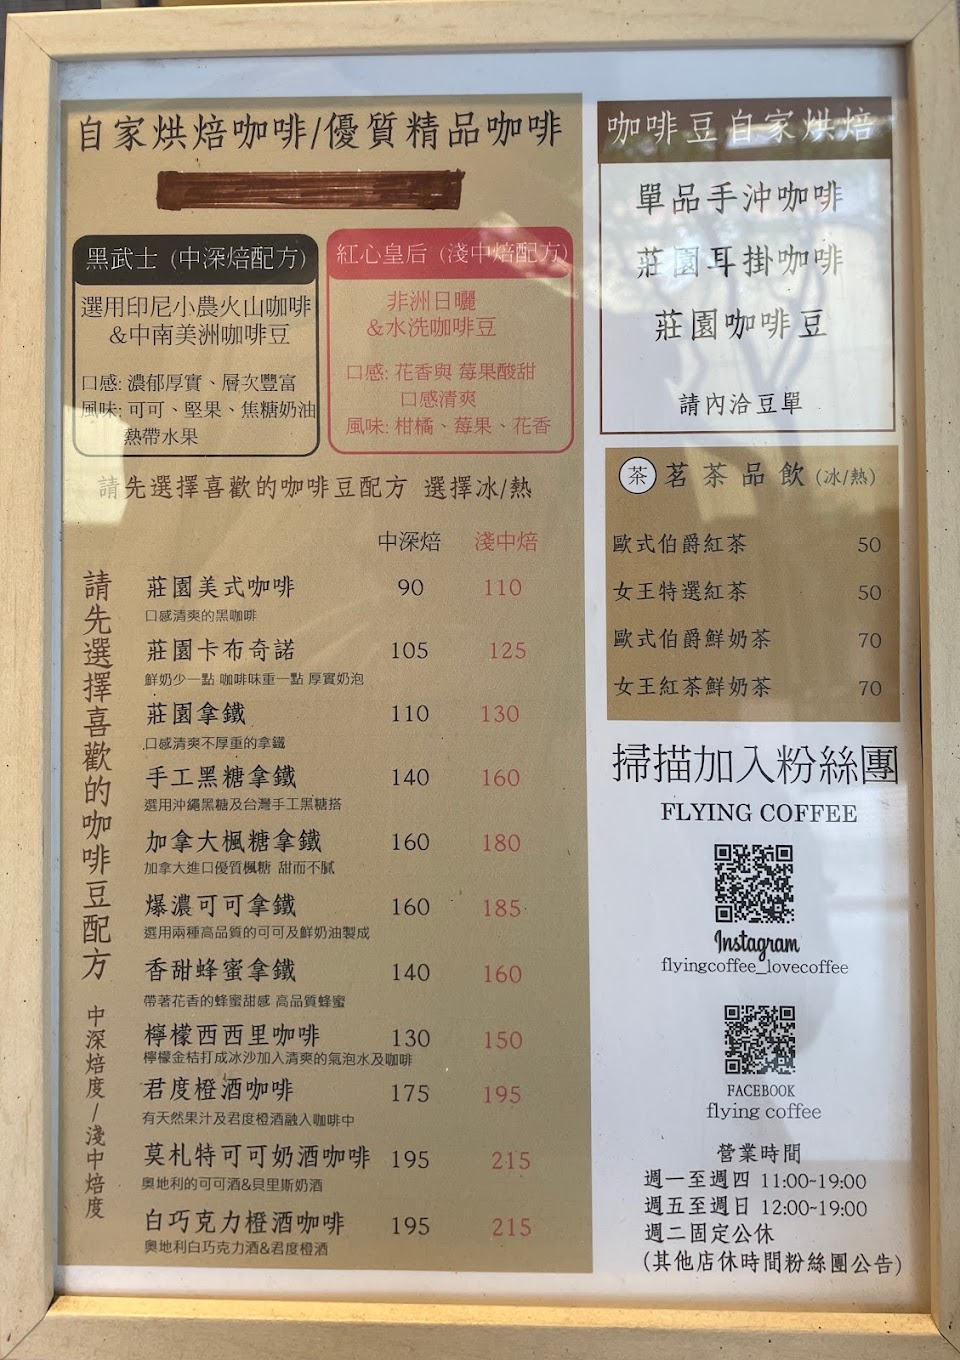 自家烘焙咖啡/優質精品咖啡
黑武士 (中深焙配方)
選用印尼小農火山咖啡
&中南美洲咖啡豆
口感: 濃郁厚實、層次豐富
風味: 可可、堅果、焦糖奶油
熱帶水果
紅心皇后 (淺中焙配方)
非洲日曬
&水洗咖啡豆
口感: 花香與 莓果酸甜
口感清爽
風味: 柑橘、莓果、花香
請先選擇喜歡的咖啡豆配方 選擇冰/熱
請先選擇喜歡的咖啡豆配方 中深焙度/淺中焙度
中深焙 淺中焙
莊園美式咖啡 90 110
口感清爽的黑咖啡
莊園卡布奇諾 105 125
鮮奶少一點 咖啡味重一點 厚實奶泡
莊園拿鐵 110 130
口感清爽不厚重的拿鐵
手工黑糖拿鐵 140 160
選用沖繩黑糖及台灣手工黑糖搭
加拿大楓糖拿鐵 160 180
加拿大進口優質楓糖 甜而不膩
爆濃可可拿鐵 160 185
選用兩種高品質的可可及鮮奶油製成
香甜蜂蜜拿鐵 140 160
帶著花香的蜂蜜甜感 高品質蜂蜜
檸檬西西里咖啡 130 150
檸檬金桔打成冰沙加入清爽的氣泡水及咖啡
君度橙酒咖啡 175 195
有天然果汁及君度橙酒融入咖啡中
莫札特可可奶酒咖啡 195 215
奧地利的可可酒&貝里斯奶酒
白巧克力橙酒咖啡 195 215
奧地利白巧克力酒&君度橙酒
咖啡豆自家烘焙
單品手沖咖啡
莊園耳掛咖啡
莊園咖啡豆
請內洽豆單
茶 茗茶品飲 (冰/熱)
歐式伯爵紅茶 50
女王特選紅茶 50
歐式伯爵鮮奶茶 70
女王紅茶鮮奶茶 70
掃描加入粉絲團
FLYING COFFEE
Instagram
flyingcoffee_lovecoffee
FACEBOOK
flying coffee
營業時間
週一至週四 11:00~19:00
週五至週日 12:00~19:00
週二固定公休
(其他店休時間粉絲團公告)